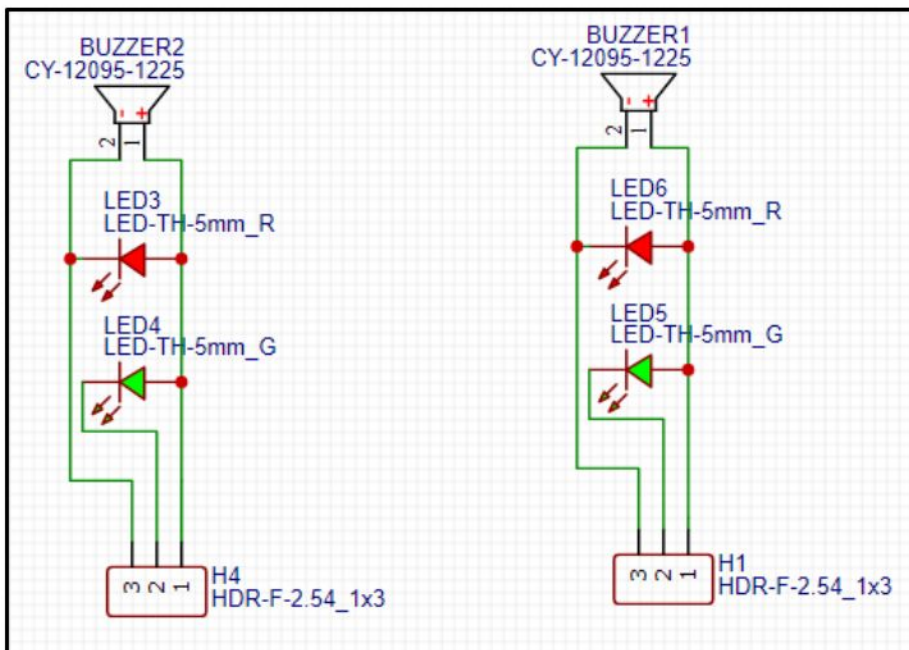 BUZZER2
CY-12095-1225
- +
2 1
LED3
LED-TH-5mm_R
LED4
LED-TH-5mm_G
3 2 1
H4
HDR-F-2.54_1x3
BUZZER1
CY-12095-1225
- +
2 1
LED6
LED-TH-5mm_R
LED5
LED-TH-5mm_G
3 2 1
H1
HDR-F-2.54_1x3